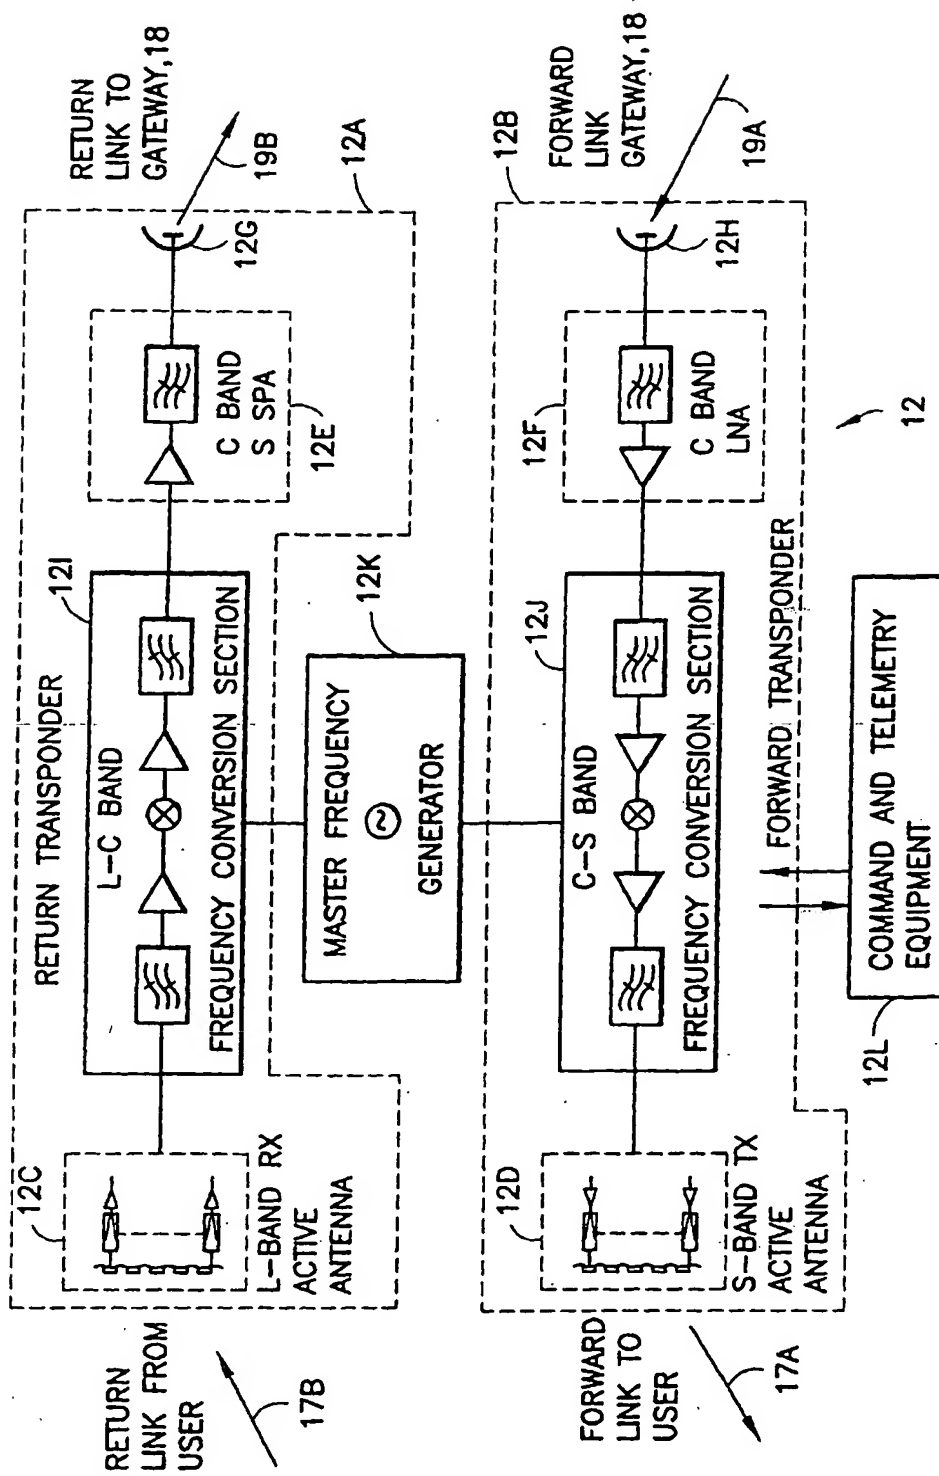 RETURN
LINK TO
GATEWAY,18
19B
12A
12G
C BAND
S SPA
12E
RETURN TRANSPONDER
12I
L-C BAND
FREQUENCY CONVERSION SECTION
12C
L-BAND RX
ACTIVE
ANTENNA
RETURN
LINK FROM
USER
17B
12K
MASTER FREQUENCY
GENERATOR
FORWARD
LINK
GATEWAY,18
19A
12B
12H
12F
C BAND
LNA
12J
C-S BAND
FREQUENCY CONVERSION SECTION
12D
S-BAND TX
ACTIVE
ANTENNA
FORWARD
LINK TO
USER
17A
FORWARD TRANSPONDER
12
COMMAND AND TELEMETRY
EQUIPMENT
12L